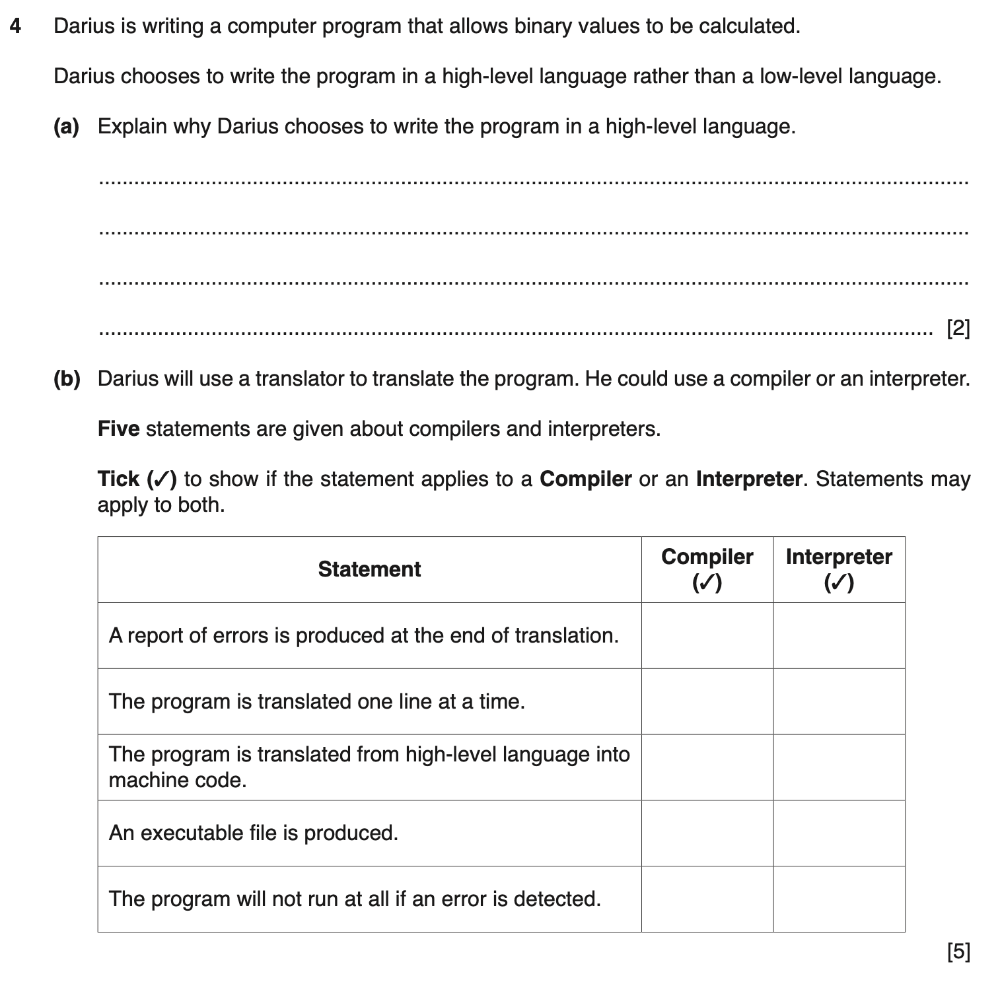 4 Darius is writing a computer program that allows binary values to be calculated.
Darius chooses to write the program in a high-level language rather than a low-level language.
(a) Explain why Darius chooses to write the program in a high-level language.
................................................................................
................................................................................
................................................................................
................................................................................ [2]
(b) Darius will use a translator to translate the program. He could use a compiler or an interpreter.
Five statements are given about compilers and interpreters.
Tick (✓) to show if the statement applies to a Compiler or an Interpreter. Statements may
apply to both.
Statement
Compiler
(✓)
Interpreter
(✓)
A report of errors is produced at the end of translation.
The program is translated one line at a time.
The program is translated from high-level language into
machine code.
An executable file is produced.
The program will not run at all if an error is detected.
[5]